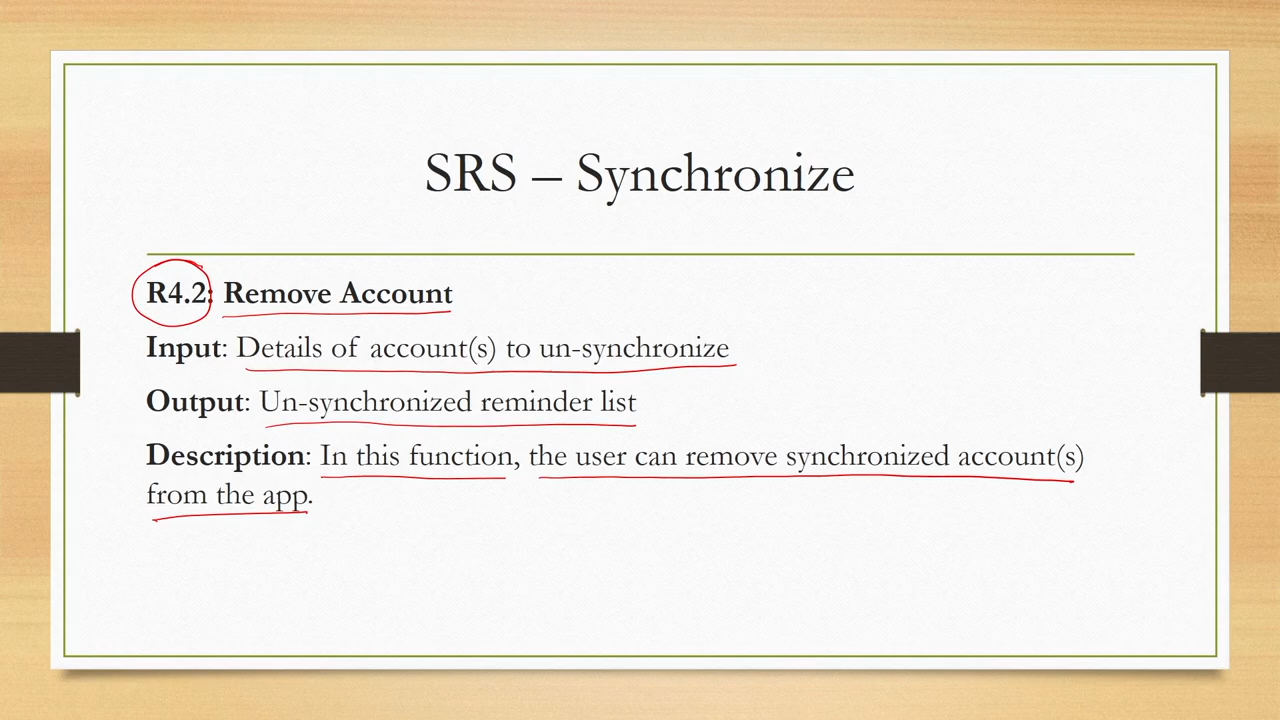 SRS – Synchronize
R4.2: Remove Account
Input: Details of account(s) to un-synchronize
Output: Un-synchronized reminder list
Description: In this function, the user can remove synchronized account(s)
from the app.